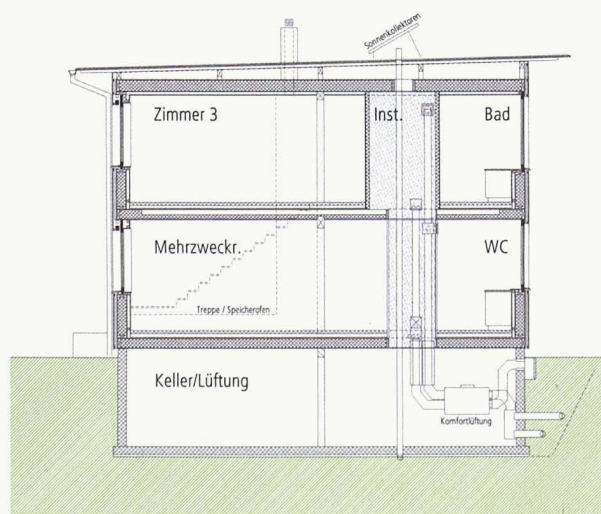 Sonnenkollektoren
Zimmer 3
Inst.
Bad
Mehrzweckr.
WC
Treppe / Speicherofen
Keller/Lüftung
Komfortlüftung